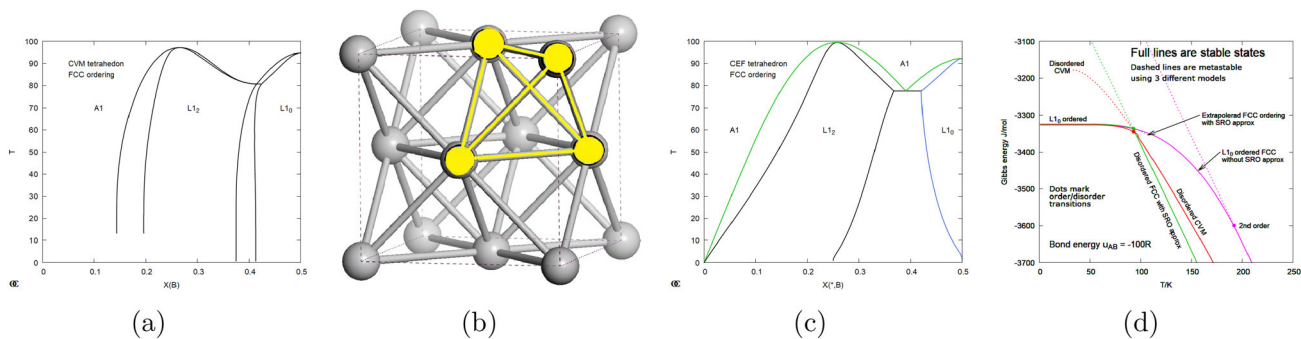 CVM tetrahedron
FCC ordering
A1
L1₂
L1₀
T
100
90
80
70
60
50
40
30
20
10
0
0
0.1
0.2
0.3
0.4
0.5
X(B)
(a)
(b)
CEF tetrahedron
FCC ordering
A1
A1
L1₂
L1₀
T
100
90
80
70
60
50
40
30
20
10
0
0
0.1
0.2
0.3
0.4
0.5
X(*,B)
(c)
Full lines are stable states
Dashed lines are metastable
using 3 different models
Disordered
CVM
L1₀ ordered
Extrapolerad FCC ordering
with SRO approx
L1₀ ordered FCC
without SRO approx
Disordered FCC with SRO approx
Disordered CVM
Dots mark
order/disorder
transitions
2nd order
Bond energy u_AB = -100R
Gibbs energy J/mol
-3100
-3200
-3300
-3400
-3500
-3600
-3700
0
50
100
150
200
250
T/K
(d)